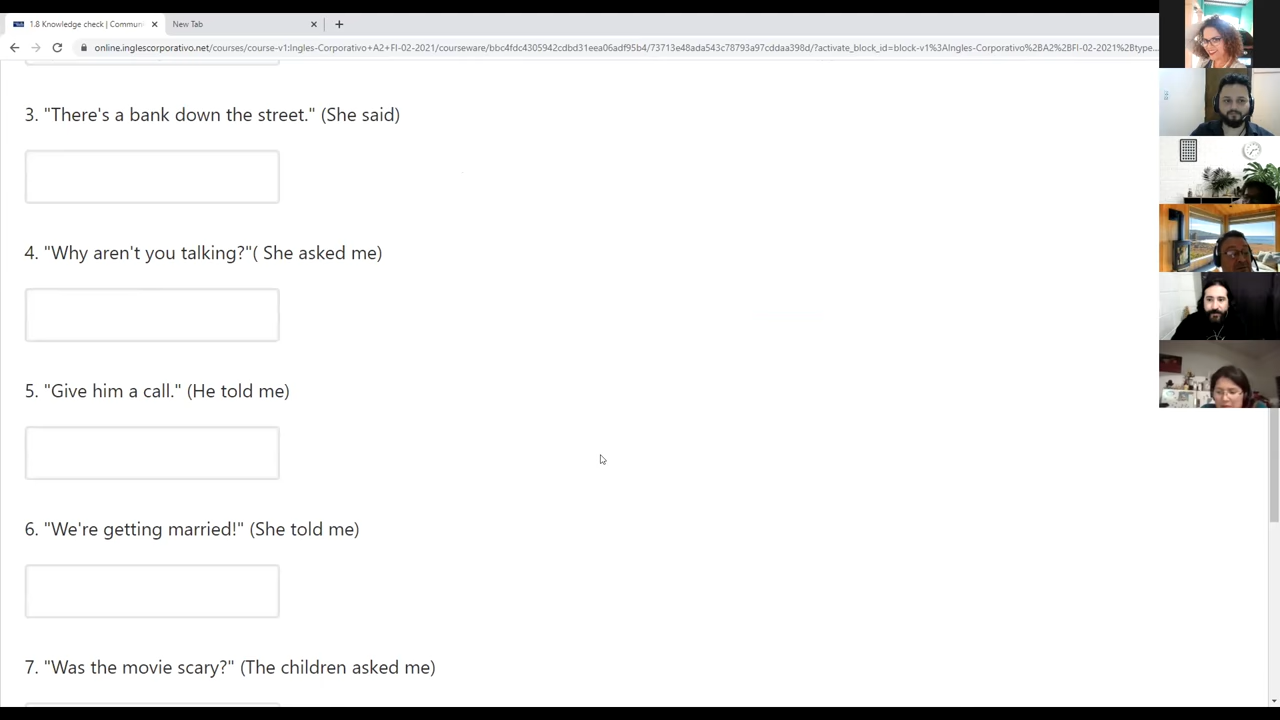 1.8 Knowledge check | Commun
New Tab
online.inglescorporativo.net/courses/course-v1:Ingles-Corporativo+A2+FI-02-2021/courseware/bbc4fdc4305942cdbd31eea06adf95b4/73713e48ada543c78793a97cddaa398d/?activate_block_id=block-v1%3AIngles-Corporativo%2BA2%2BFI-02-2021%2Btype...
3. "There's a bank down the street." (She said)
4. "Why aren't you talking?"( She asked me)
5. "Give him a call." (He told me)
6. "We're getting married!" (She told me)
7. "Was the movie scary?" (The children asked me)